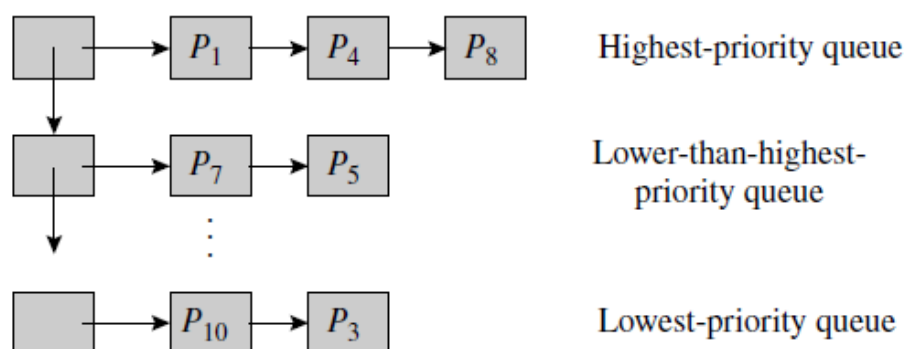 P₁ P₄ P₈ Highest-priority queue
P₇ P₅ Lower-than-highest-
priority queue
⋮
P₁₀ P₃ Lowest-priority queue